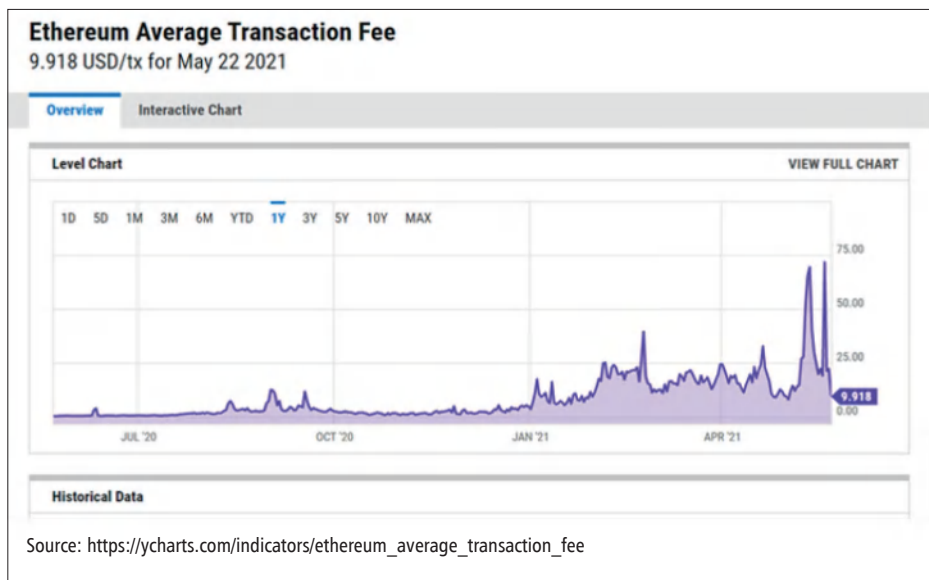 Ethereum Average Transaction Fee
9.918 USD/tx for May 22 2021
Overview Interactive Chart
Level Chart VIEW FULL CHART
1D 5D 1M 3M 6M YTD 1Y 3Y 5Y 10Y MAX
75.00
50.00
25.00
9.918
0.00
JUL '20 OCT '20 JAN '21 APR '21
Historical Data
Source: https://ycharts.com/indicators/ethereum_average_transaction_fee